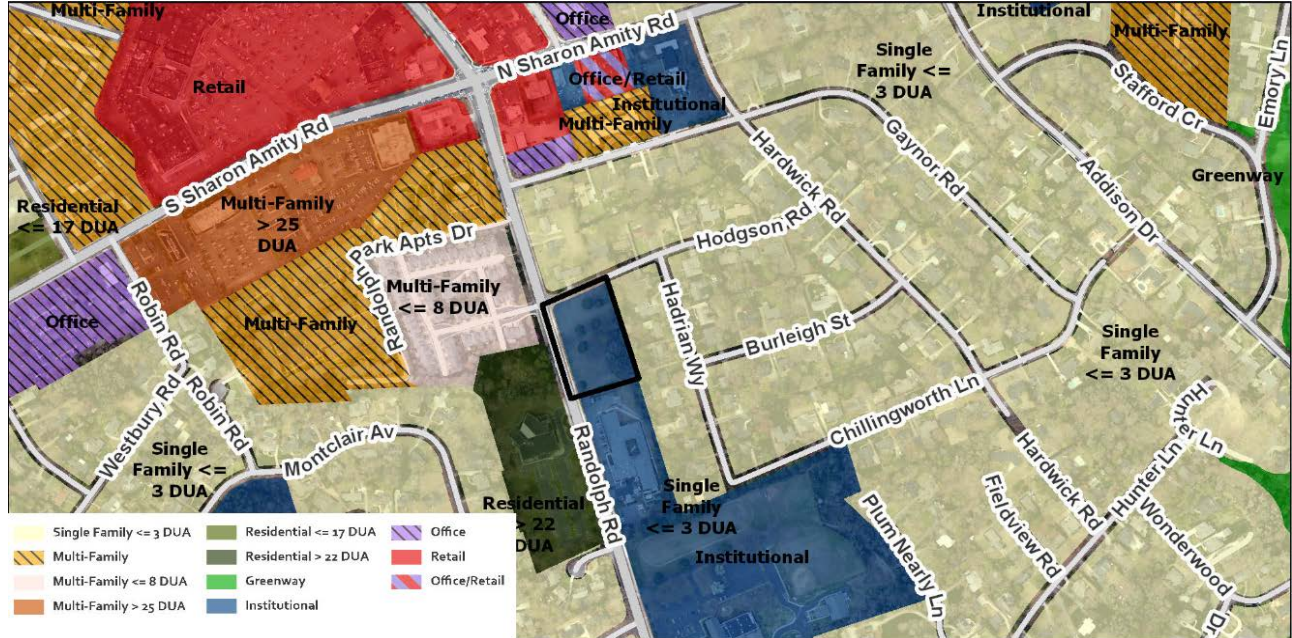 Multi-Family
Office
Institutional
N Sharon Amity Rd
Single
Family <=
3 DUA
Multi-Family
Retail
Office/Retail
Institutional
Multi-Family
Stafford Cr
Emory Ln
S Sharon Amity Rd
Hardwick Rd
Gaynor Rd
Addison Dr
Greenway
Residential
<= 17 DUA
Multi-Family
> 25
DUA
Park Apts Dr
Randolph
Hodgson Rd
Multi-Family
<= 8 DUA
Hadrian Wy
Burleigh St
Office
Robin Rd
Multi-Family
Single
Family
<= 3 DUA
Westbury Rd
Robin Rd
Chillingworth Ln
Hunter Ln
Single
Family <=
3 DUA
Montclair Av
Randolph Rd
Hardwick Rd
Hunter Ln
Residential
> 22
DUA
Single
Family
<= 3 DUA
Institutional
Plum Nearly Ln
Fieldview Rd
Wonderwood Dr
Single Family <= 3 DUA
Multi-Family
Multi-Family <= 8 DUA
Multi-Family > 25 DUA
Residential <= 17 DUA
Residential > 22 DUA
Greenway
Institutional
Office
Retail
Office/Retail